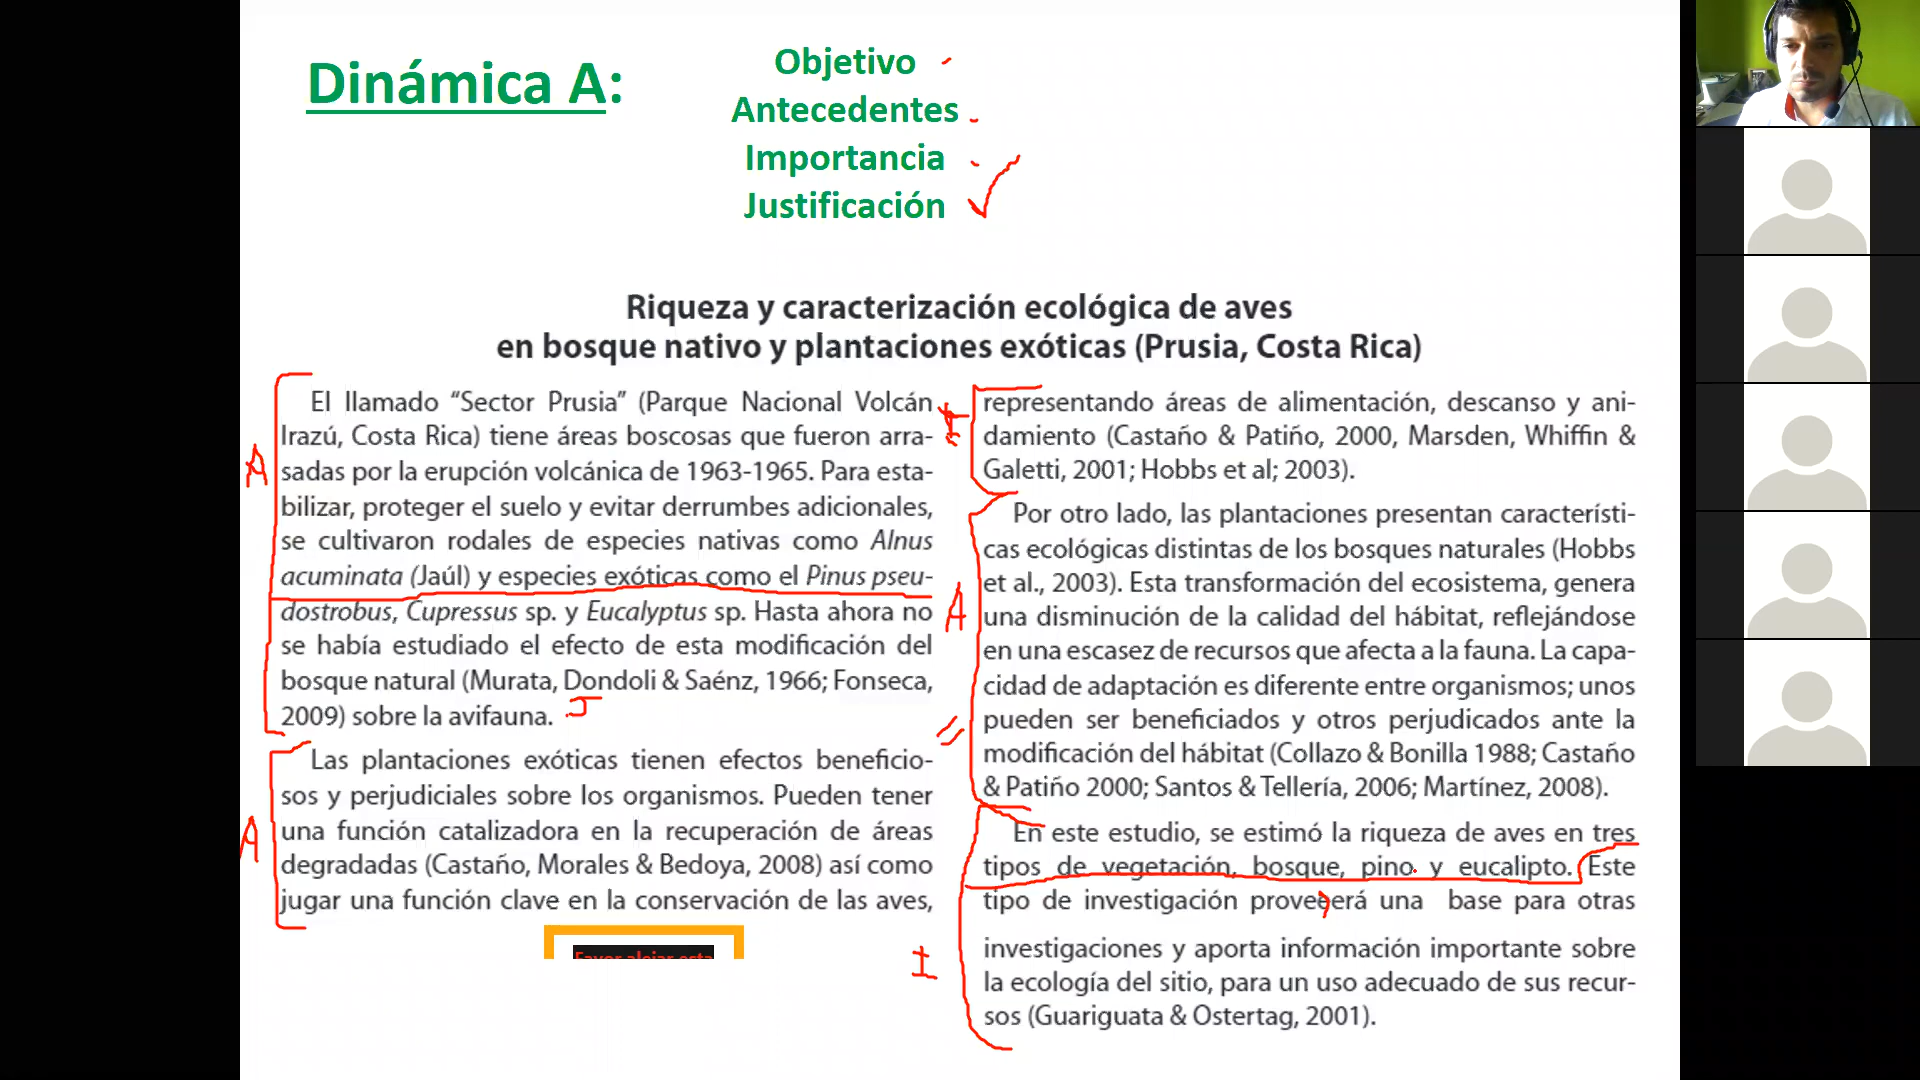 Dinámica A:
Objetivo
Antecedentes
Importancia
Justificación
Riqueza y caracterización ecológica de aves
en bosque nativo y plantaciones exóticas (Prusia, Costa Rica)
A
El llamado “Sector Prusia” (Parque Nacional Volcán
Irazú, Costa Rica) tiene áreas boscosas que fueron arra-
sadas por la erupción volcánica de 1963-1965. Para esta-
bilizar, proteger el suelo y evitar derrumbes adicionales,
se cultivaron rodales de especies nativas como Alnus
acuminata (Jaúl) y especies exóticas como el Pinus pseu-
dostrobus, Cupressus sp. y Eucalyptus sp. Hasta ahora no
se había estudiado el efecto de esta modificación del
bosque natural (Murata, Dondoli & Saénz, 1966; Fonseca,
2009) sobre la avifauna. J
A
Las plantaciones exóticas tienen efectos beneficio-
sos y perjudiciales sobre los organismos. Pueden tener
una función catalizadora en la recuperación de áreas
degradadas (Castaño, Morales & Bedoya, 2008) así como
jugar una función clave en la conservación de las aves,
Favor alejar esta
I
representando áreas de alimentación, descanso y ani-
damiento (Castaño & Patiño, 2000, Marsden, Whiffin &
Galetti, 2001; Hobbs et al; 2003).
A
Por otro lado, las plantaciones presentan característi-
cas ecológicas distintas de los bosques naturales (Hobbs
et al., 2003). Esta transformación del ecosistema, genera
una disminución de la calidad del hábitat, reflejándose
en una escasez de recursos que afecta a la fauna. La capa-
cidad de adaptación es diferente entre organismos; unos
pueden ser beneficiados y otros perjudicados ante la
modificación del hábitat (Collazo & Bonilla 1988; Castaño
& Patiño 2000; Santos & Tellería, 2006; Martínez, 2008).
En este estudio, se estimó la riqueza de aves en tres
tipos de vegetación, bosque, pino y eucalipto. Este
tipo de investigación proveeerá una base para otras
I
investigaciones y aporta información importante sobre
la ecología del sitio, para un uso adecuado de sus recur-
sos (Guariguata & Ostertag, 2001).